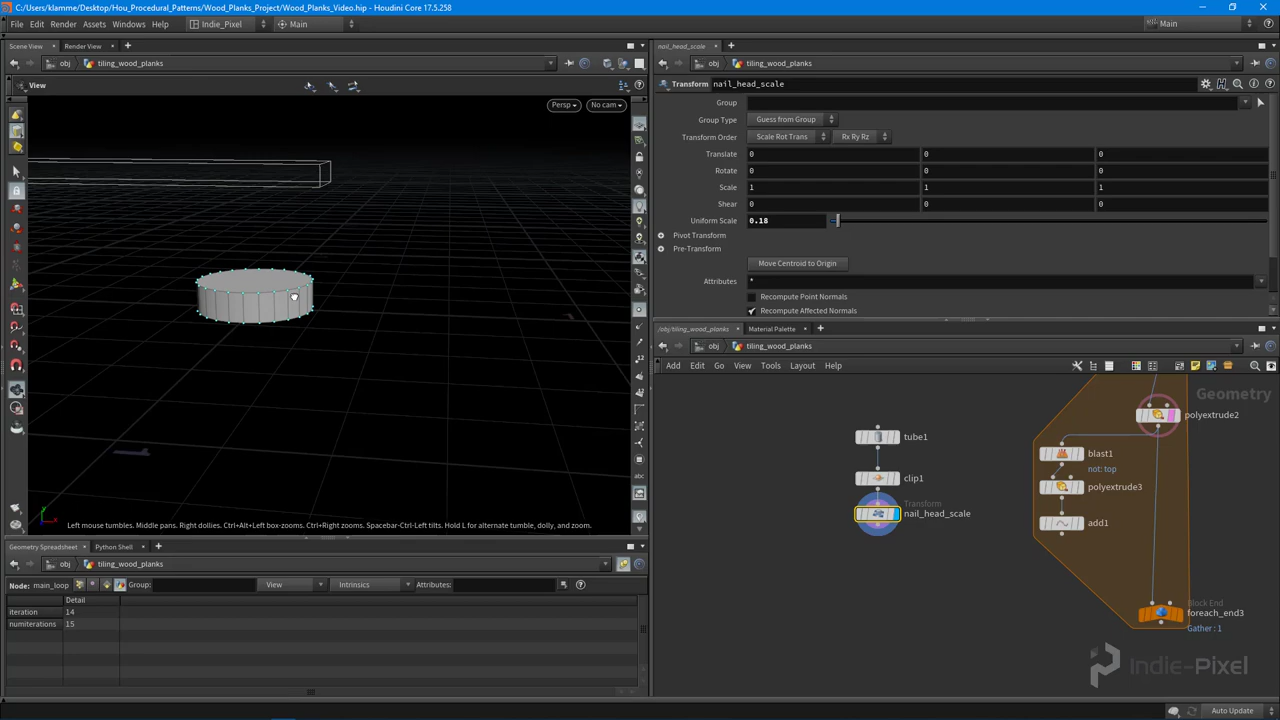 C:/Users/klamme/Desktop/Hou_Procedural_Patterns/Wood_Planks_Project/Wood_Planks_Video.hip - Houdini Core 17.5.258
File Edit Render Assets Windows Help Indie_Pixel Main Main
Scene View Render View
obj tiling_wood_planks
View
Persp No cam
Left mouse tumbles. Middle pans. Right dollies. Ctrl+Alt+Left box-zooms. Ctrl+Right zooms. Spacebar-Ctrl-Left tilts. Hold L for alternate tumble, dolly, and zoom.
Geometry Spreadsheet Python Shell
obj tiling_wood_planks
Node: main_loop Group: View Intrinsics Attributes:
Detail
iteration 14
numiterations 15
nail_head_scale
obj tiling_wood_planks
Transform nail_head_scale
Group
Group Type Guess from Group
Transform Order Scale Rot Trans Rx Ry Rz
Translate 0 0 0
Rotate 0 0 0
Scale 1 1 1
Shear 0 0 0
Uniform Scale 0.18
Pivot Transform
Pre-Transform
Move Centroid to Origin
Attributes *
Recompute Point Normals
Recompute Affected Normals
/obj/tiling_wood_planks Material Palette
obj tiling_wood_planks
Add Edit Go View Tools Layout Help
Geometry
polyextrude2
tube1
blast1
not: top
clip1
polyextrude3
Transform
nail_head_scale
add1
Block End
foreach_end3
Gather : 1
Indie-Pixel
Auto Update